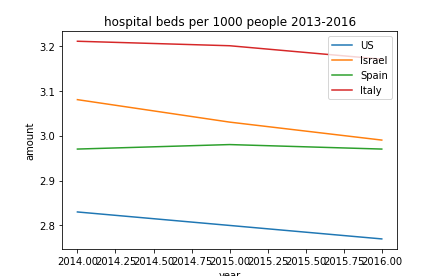 hospital beds per 1000 people 2013-2016
US
Israel
Spain
Italy
3.2
3.1
3.0
2.9
2.8
amount
2014.00 2014.25 2014.50 2014.75 2015.00 2015.25 2015.50 2015.75 2016.00
year